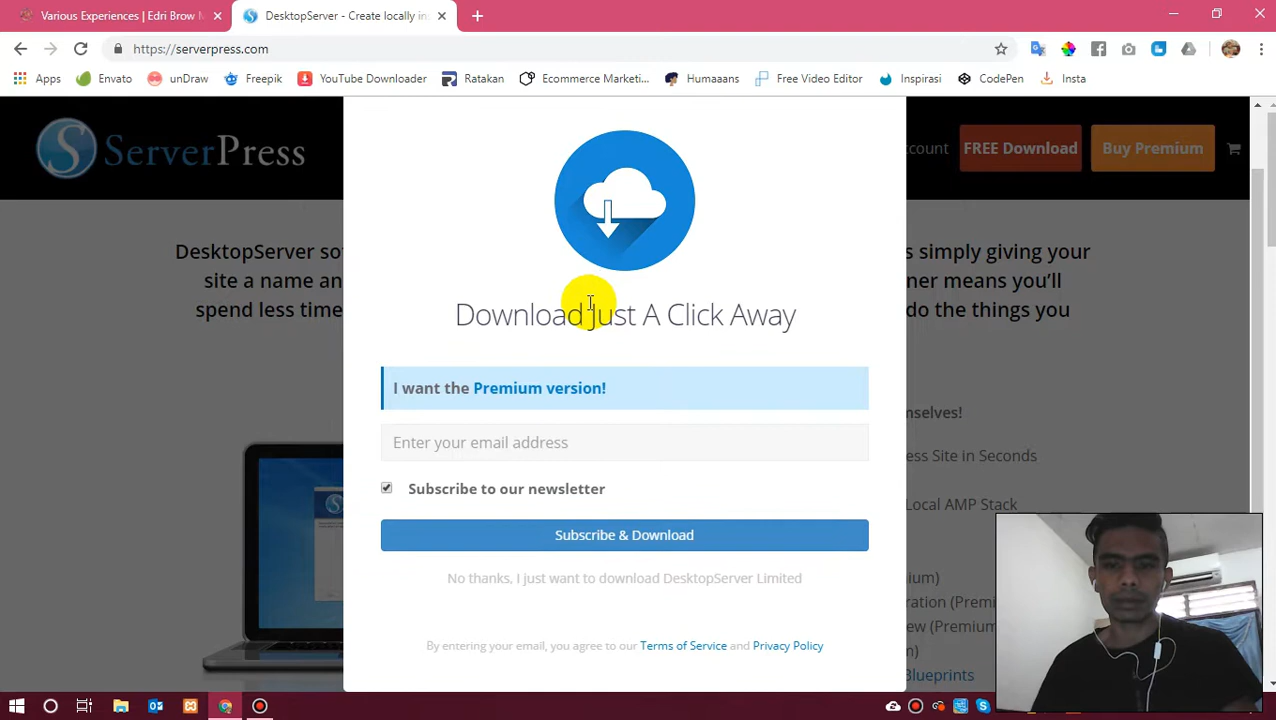 Various Experiences | Edri Brow
DesktopServer - Create locally in
https://serverpress.com
Apps
Envato
unDraw
Freepik
YouTube Downloader
Ratakan
Ecommerce Marketi...
Humaaans
Free Video Editor
Inspirasi
CodePen
Insta
ServerPress
ccount
FREE Download
Buy Premium
DesktopServer so
s simply giving your
site a name an
ner means you'll
spend less time
do the things you
Download Just A Click Away
I want the Premium version!
emselves!
Enter your email address
ess Site in Seconds
Subscribe to our newsletter
Local AMP Stack
Subscribe & Download
No thanks, I just want to download DesktopServer Limited
ium)
ration (Prem
ew (Premium
m)
By entering your email, you agree to our Terms of Service and Privacy Policy
Blueprints